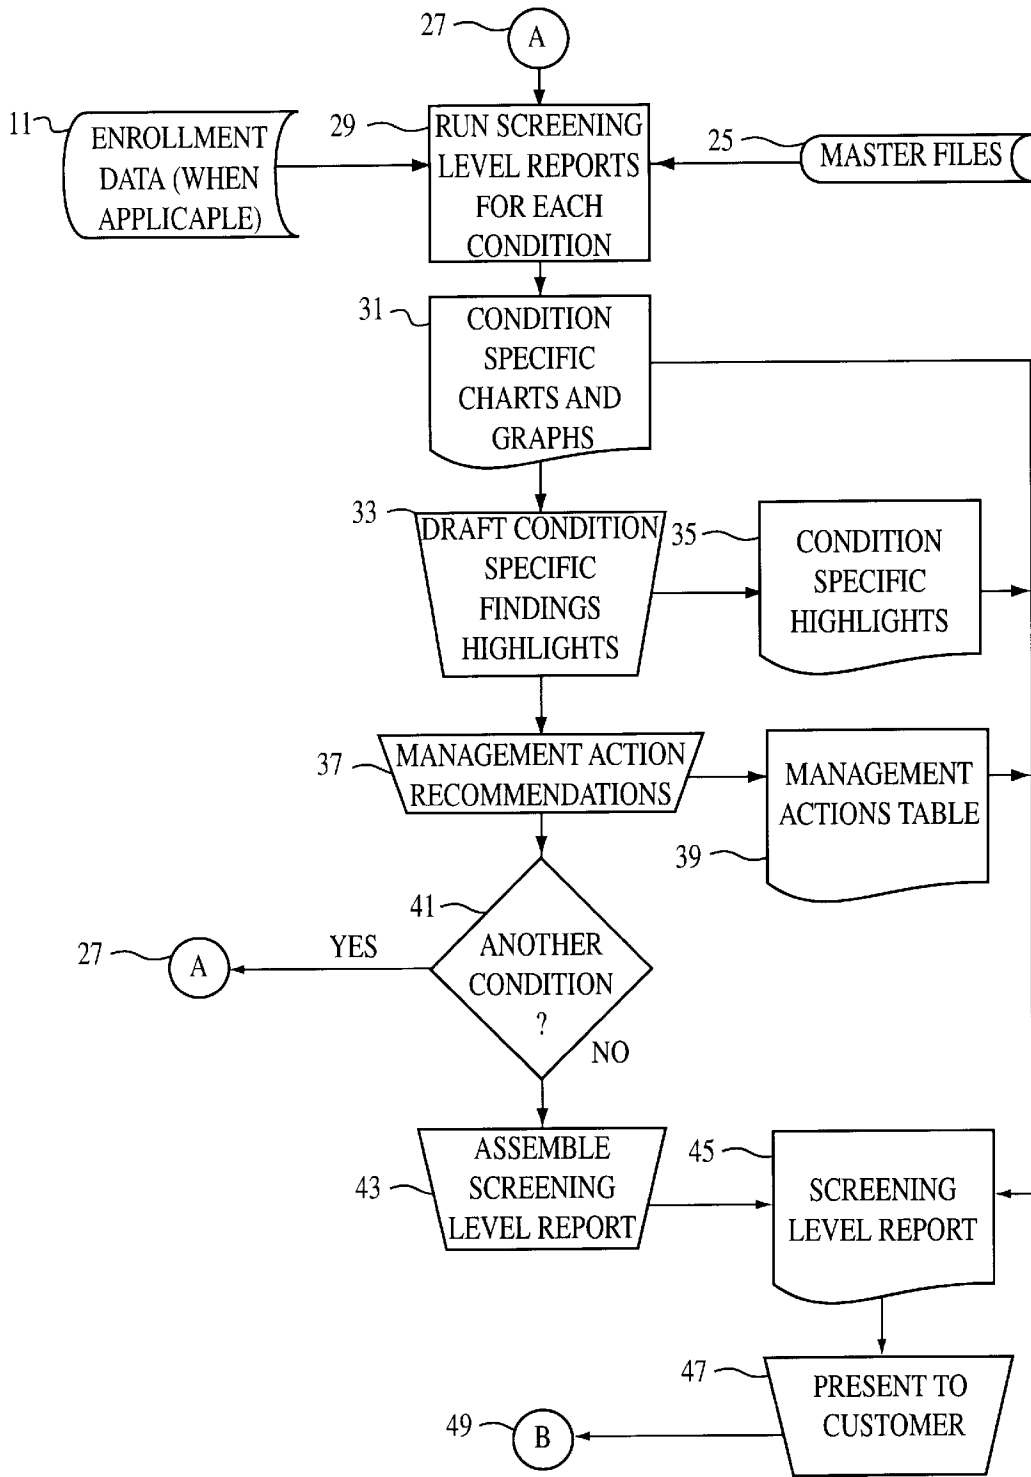 27
A
11
ENROLLMENT
DATA (WHEN
APPLICAPLE)
29
RUN SCREENING
LEVEL REPORTS
FOR EACH
CONDITION
25
MASTER FILES
31
CONDITION
SPECIFIC
CHARTS AND
GRAPHS
33
DRAFT CONDITION
SPECIFIC
FINDINGS
HIGHLIGHTS
35
CONDITION
SPECIFIC
HIGHLIGHTS
37
MANAGEMENT ACTION
RECOMMENDATIONS
MANAGEMENT
ACTIONS TABLE
39
41
ANOTHER
CONDITION
?
YES
27
A
NO
43
ASSEMBLE
SCREENING
LEVEL REPORT
45
SCREENING
LEVEL REPORT
47
PRESENT TO
CUSTOMER
49
B